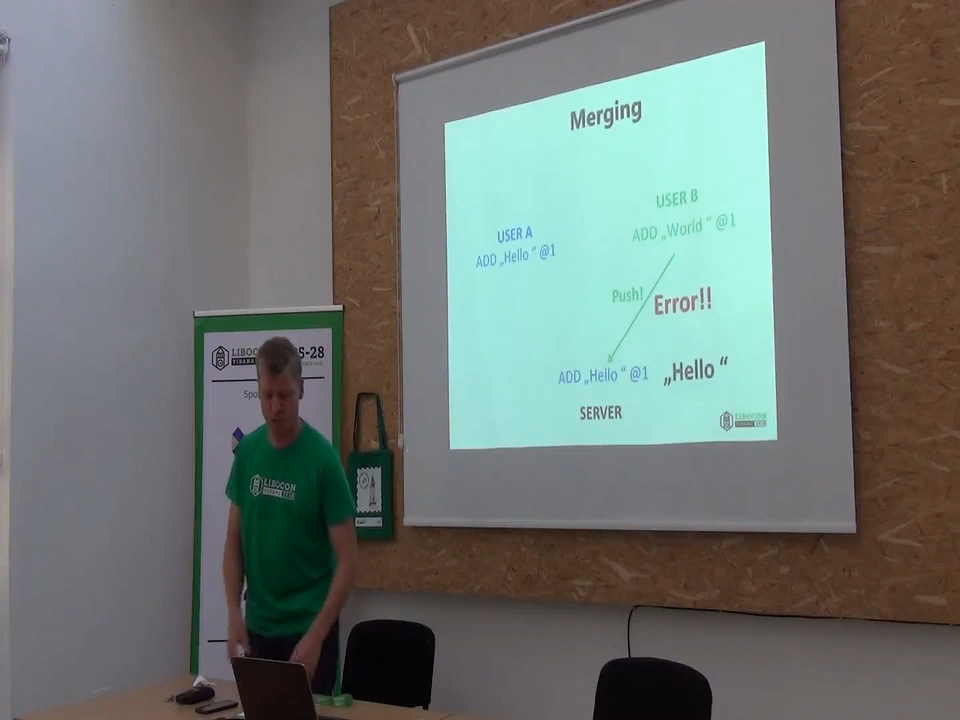 Merging
USER A
ADD „Hello “ @1
USER B
ADD „World “ @1
Push!
Error!!
ADD „Hello “ @1
„Hello “
SERVER
LIBOCON
LIBOCON